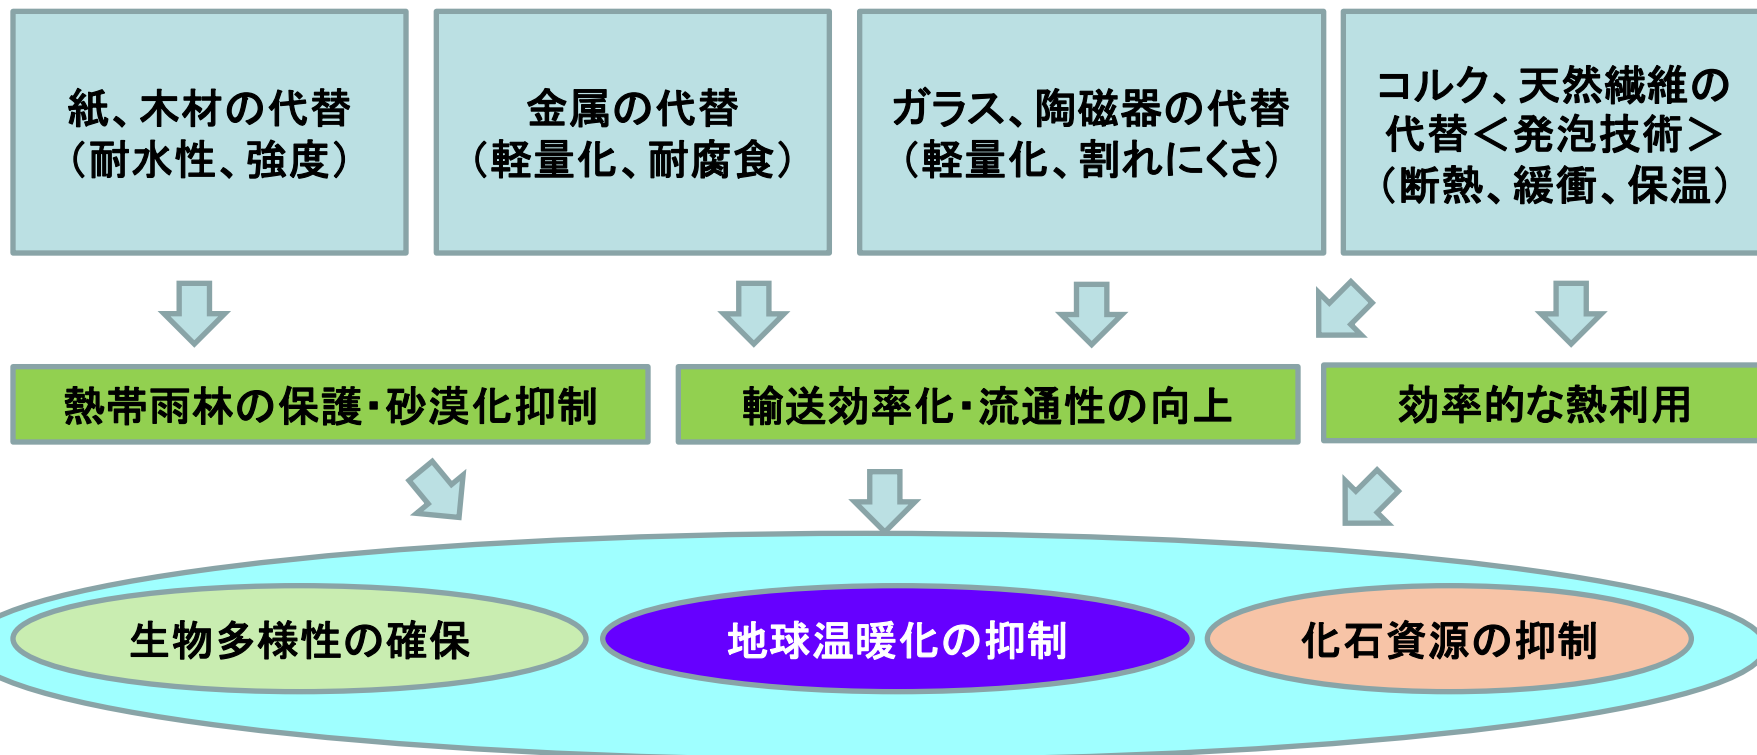 紙、木材の代替
（耐水性、強度）
金属の代替
（軽量化、耐腐食）
ガラス、陶磁器の代替
（軽量化、割れにくさ）
コルク、天然繊維の
代替＜発泡技術＞
（断熱、緩衝、保温）
熱帯雨林の保護・砂漠化抑制
輸送効率化・流通性の向上
効率的な熱利用
生物多様性の確保
地球温暖化の抑制
化石資源の抑制